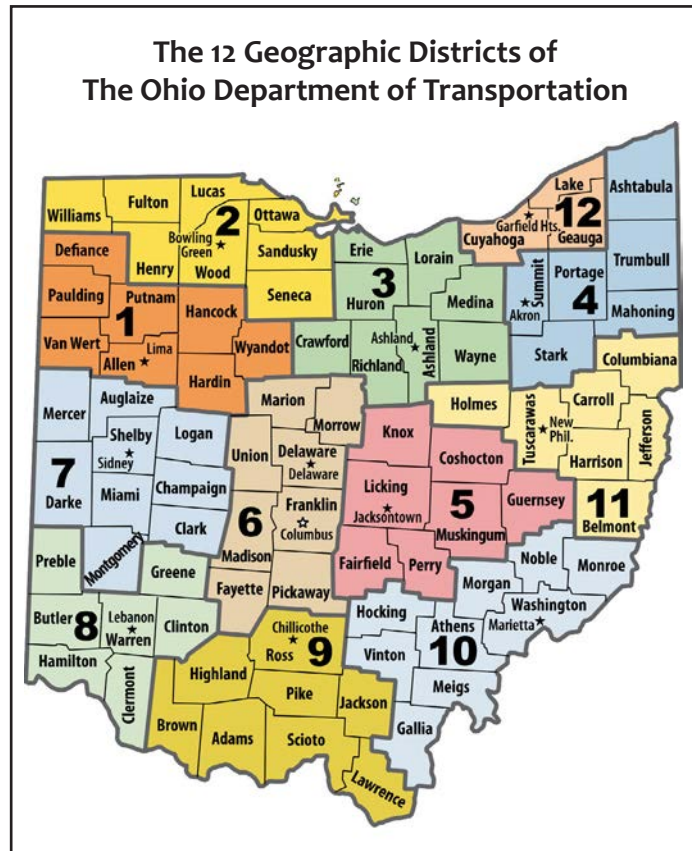 The 12 Geographic Districts of
The Ohio Department of Transportation
Williams
Fulton
Lucas
2
Ottawa
Bowling
Green
Henry
Wood
Sandusky
Seneca
Defiance
Paulding
Putnam
1
Hancock
Van Wert
Allen
Lima
Wyandot
Hardin
Erie
Lorain
3
Huron
Medina
Crawford
Ashland
Richland
Ashland
Wayne
Lake
12
Garfield Hts.
Cuyahoga
Geauga
Ashtabula
Summit
Portage
4
Akron
Trumbull
Mahoning
Stark
Columbiana
Holmes
Tuscarawas
New
Phil.
Carroll
Jefferson
Harrison
11
Belmont
Mercer
Auglaize
Shelby
Sidney
Logan
7
Darke
Miami
Champaign
Clark
Montgomery
Marion
Morrow
Union
Delaware
Delaware
Franklin
Columbus
6
Madison
Fayette
Pickaway
Knox
Coshocton
Licking
Jacksontown
5
Guernsey
Muskingum
Fairfield
Perry
Preble
Greene
Butler
8
Lebanon
Warren
Clinton
Hamilton
Clermont
Chillicothe
Ross
9
Highland
Pike
Jackson
Brown
Adams
Scioto
Lawrence
Hocking
Athens
10
Vinton
Morgan
Noble
Monroe
Washington
Marietta
Meigs
Gallia